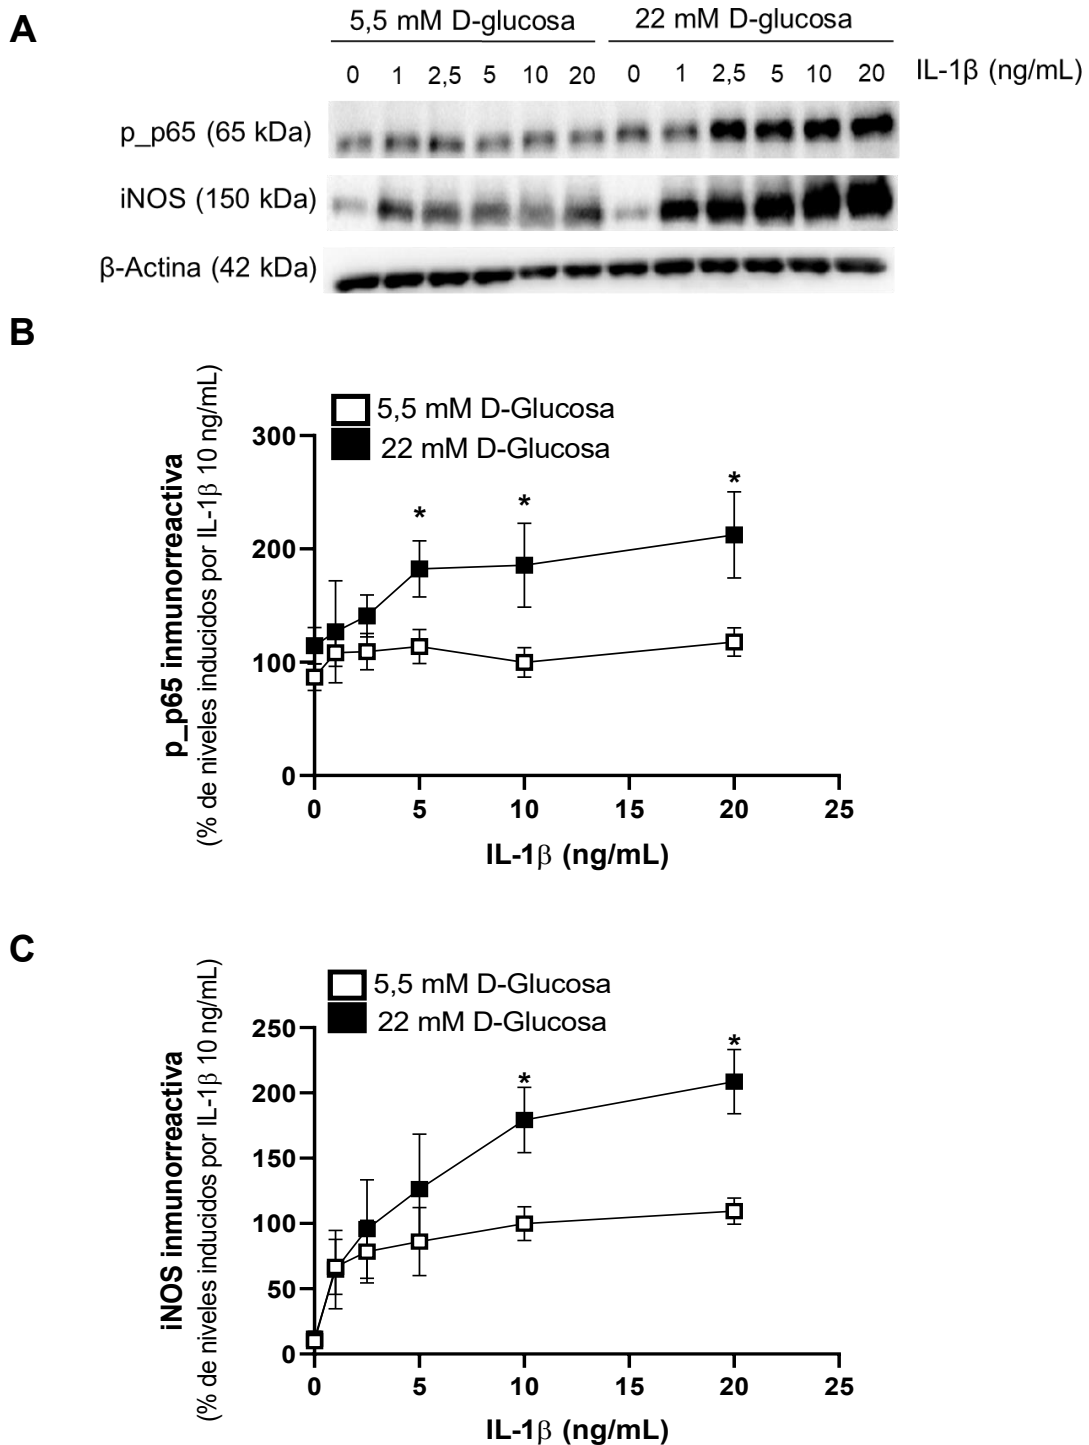 A
5,5 mM D-glucosa 22 mM D-glucosa
0 1 2,5 5 10 20 0 1 2,5 5 10 20 IL-1β (ng/mL)
p_p65 (65 kDa)
iNOS (150 kDa)
β-Actina (42 kDa)
B
p_p65 inmunorreactiva
(% de niveles inducidos por IL-1β 10 ng/mL)
5,5 mM D-Glucosa
22 mM D-Glucosa
300
200
100
0
* * *
0 5 10 15 20 25
IL-1β (ng/mL)
C
iNOS inmunorreactiva
(% de niveles inducidos por IL-1β 10 ng/mL)
5,5 mM D-Glucosa
22 mM D-Glucosa
250
200
150
100
50
0
* *
0 5 10 15 20 25
IL-1β (ng/mL)